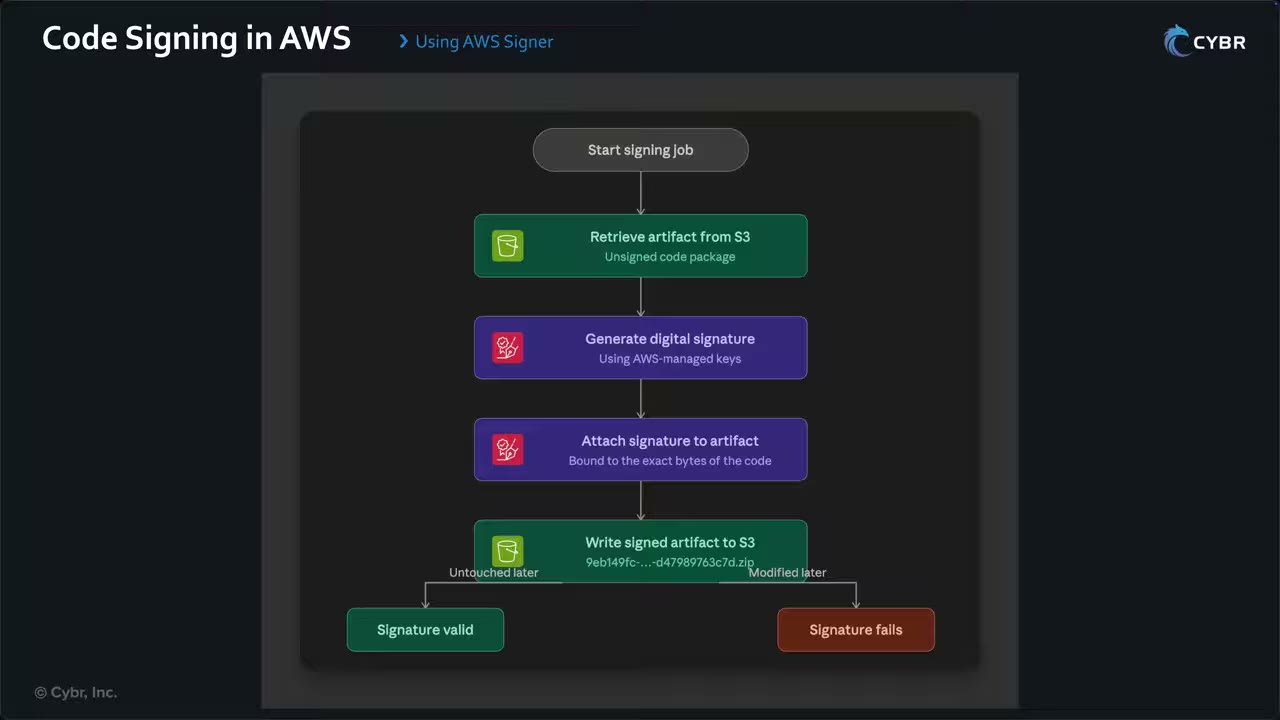 Code Signing in AWS
❯ Using AWS Signer
CYBR
Start signing job
Retrieve artifact from S3
Unsigned code package
Generate digital signature
Using AWS-managed keys
Attach signature to artifact
Bound to the exact bytes of the code
Write signed artifact to S3
9eb149fc-...-d47989763c7d.zip
Untouched later
Modified later
Signature valid
Signature fails
© Cybr, Inc.